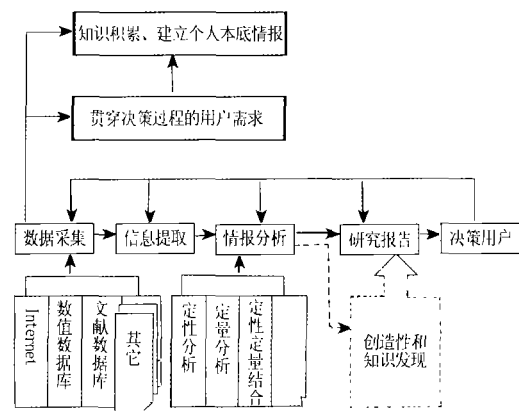 知识积累、建立个人本底情报
贯穿决策过程的用户需求
数据采集
信息提取
情报分析
研究报告
决策用户
Internet
数值数据库
文献数据库
其它
定性分析
定量分析
定性定量结合
创造性和
知识发现